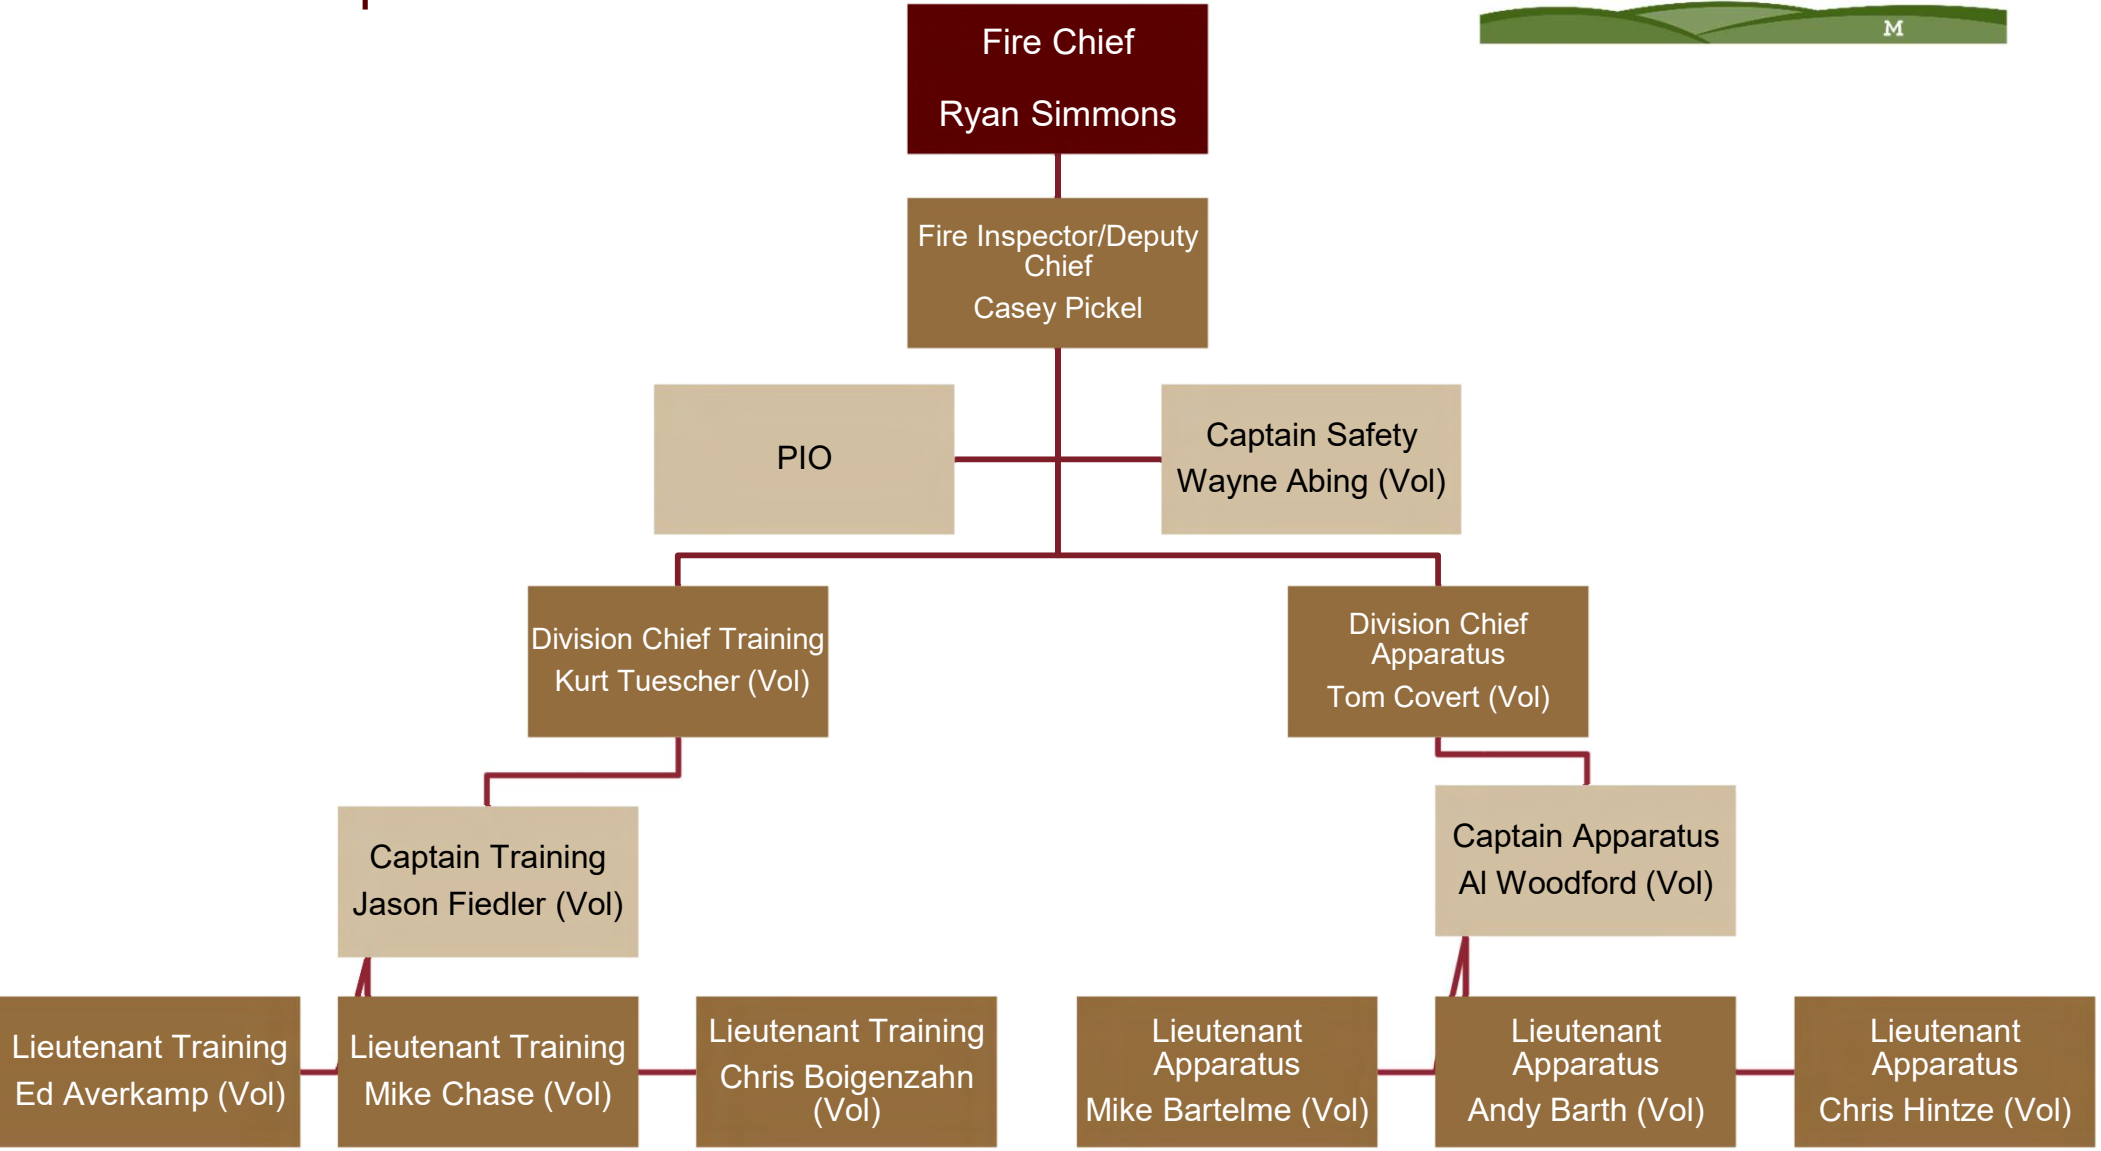 M
Fire Chief
Ryan Simmons
Fire Inspector/Deputy
Chief
Casey Pickel
PIO
Captain Safety
Wayne Abing (Vol)
Division Chief Training
Kurt Tuescher (Vol)
Division Chief
Apparatus
Tom Covert (Vol)
Captain Training
Jason Fiedler (Vol)
Captain Apparatus
Al Woodford (Vol)
Lieutenant Training
Ed Averkamp (Vol)
Lieutenant Training
Mike Chase (Vol)
Lieutenant Training
Chris Boigenzahn
(Vol)
Lieutenant
Apparatus
Mike Bartelme (Vol)
Lieutenant
Apparatus
Andy Barth (Vol)
Lieutenant
Apparatus
Chris Hintze (Vol)